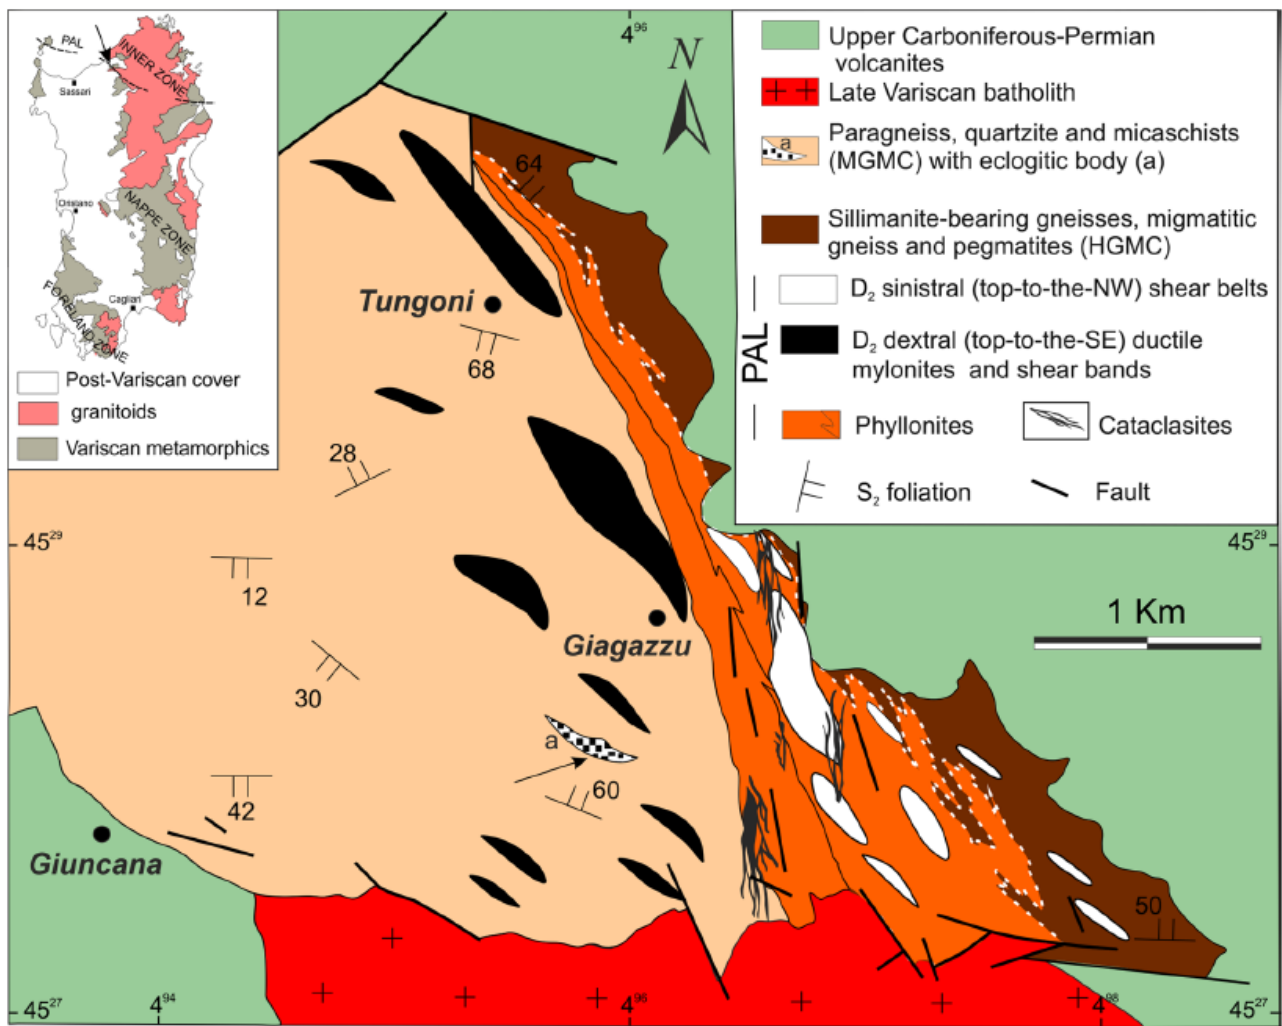 PAL
INNER ZONE
Sassari
NAPPE ZONE
Oristano
Cagliari
FORELAND ZONE
Post-Variscan cover
granitoids
Variscan metamorphics
4⁹⁶
N
Upper Carboniferous-Permian
volcanites
Late Variscan batholith
a
Paragneiss, quartzite and micaschists
(MGMC) with eclogitic body (a)
Sillimanite-bearing gneisses, migmatitic
gneiss and pegmatites (HGMC)
PAL
D₂ sinistral (top-to-the-NW) shear belts
D₂ dextral (top-to-the-SE) ductile
mylonites and shear bands
Phyllonites
Cataclasites
S₂ foliation
Fault
64
Tungoni
68
28
45²⁹
45²⁹
12
1 Km
Giagazzu
30
a
60
42
Giuncana
50
45²⁷
4⁹⁴
4⁹⁶
4⁹⁸
45²⁷